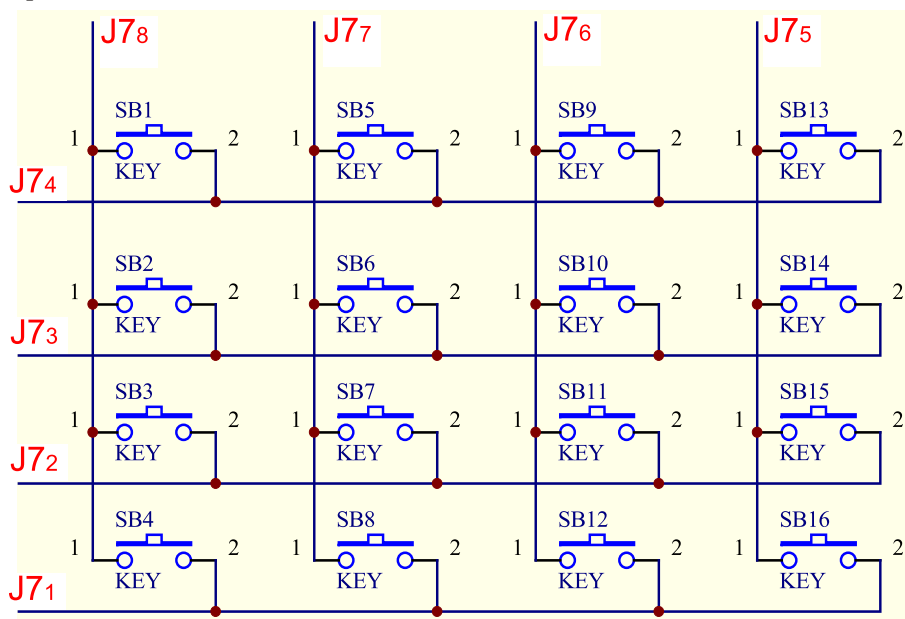 J78 J77 J76 J75
SB1 SB5 SB9 SB13
1 2 1 2 1 2 1 2
KEY KEY KEY KEY
J74
SB2 SB6 SB10 SB14
1 2 1 2 1 2 1 2
KEY KEY KEY KEY
J73
SB3 SB7 SB11 SB15
1 2 1 2 1 2 1 2
KEY KEY KEY KEY
J72
SB4 SB8 SB12 SB16
1 2 1 2 1 2 1 2
KEY KEY KEY KEY
J71